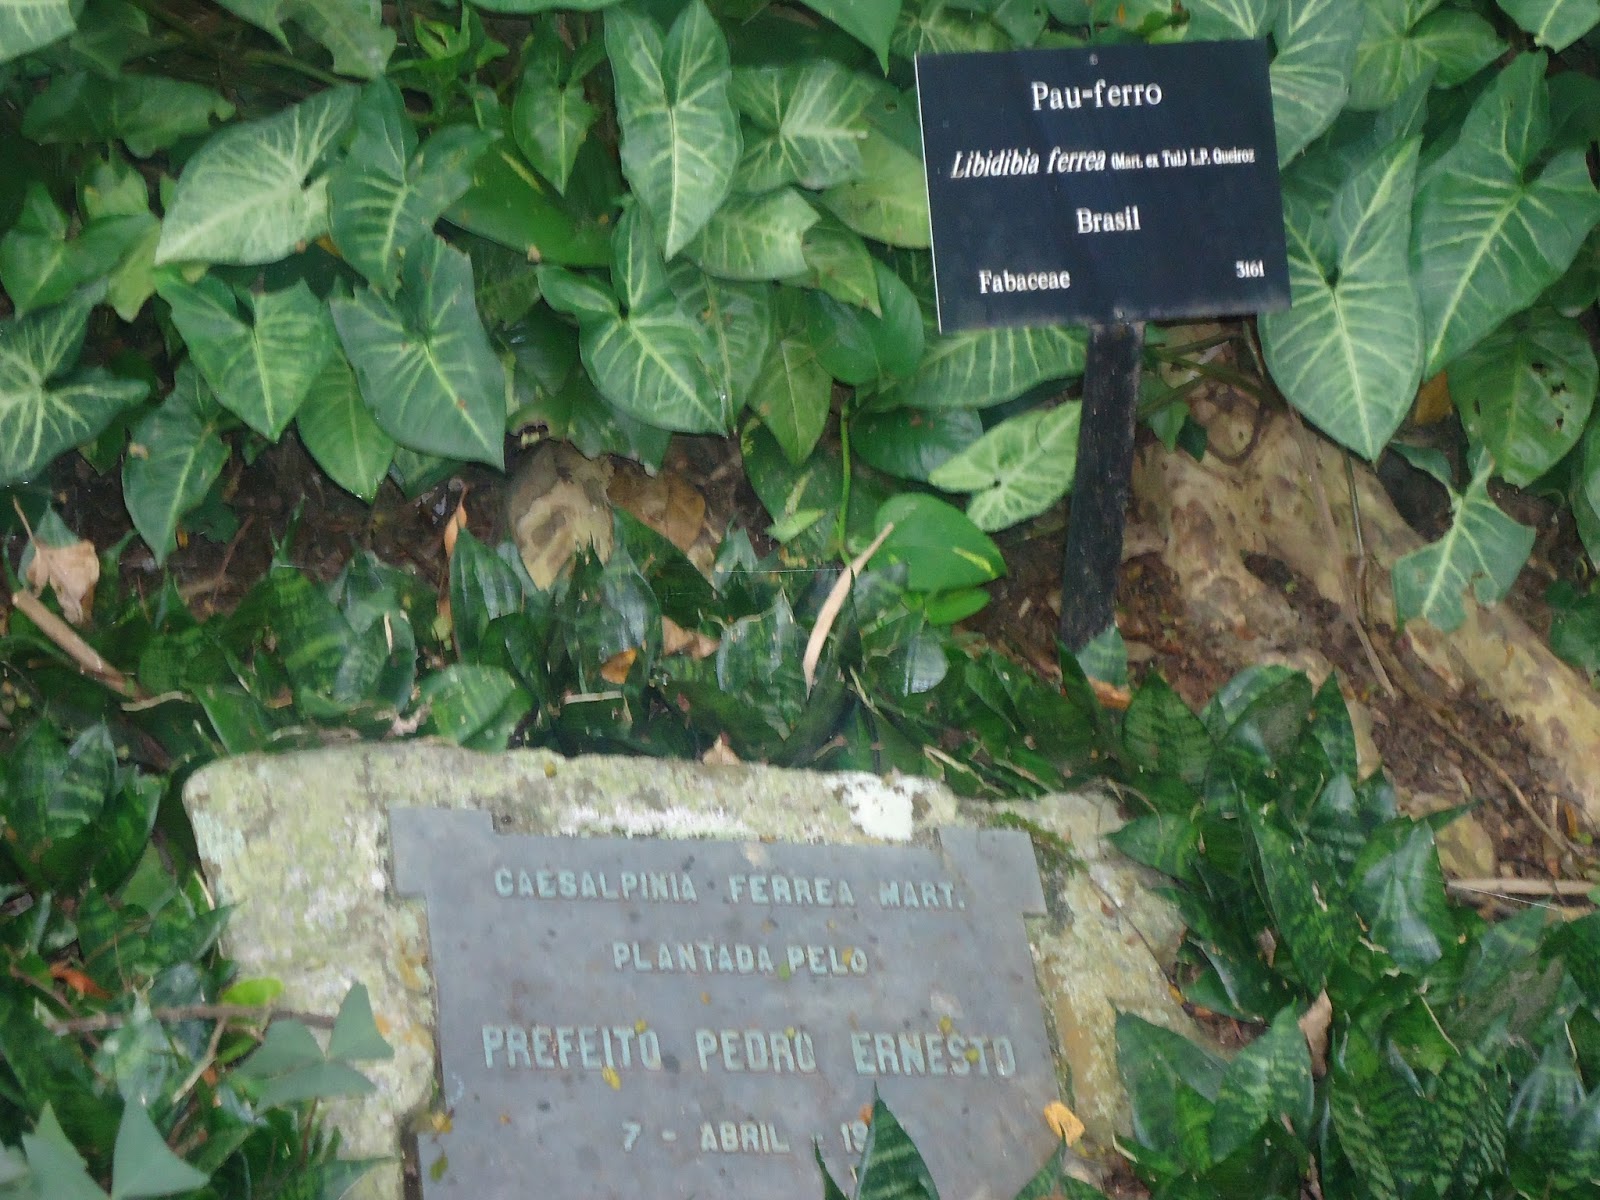 Pau-ferro
Libidibia ferrea (Mart. ex Tul.) L.P. Queiroz
Brasil
Fabaceae 3161
CAESALPINIA FERREA MART.
PLANTADA PELO
PREFEITO PEDRO ERNESTO
7 - ABRIL - 19